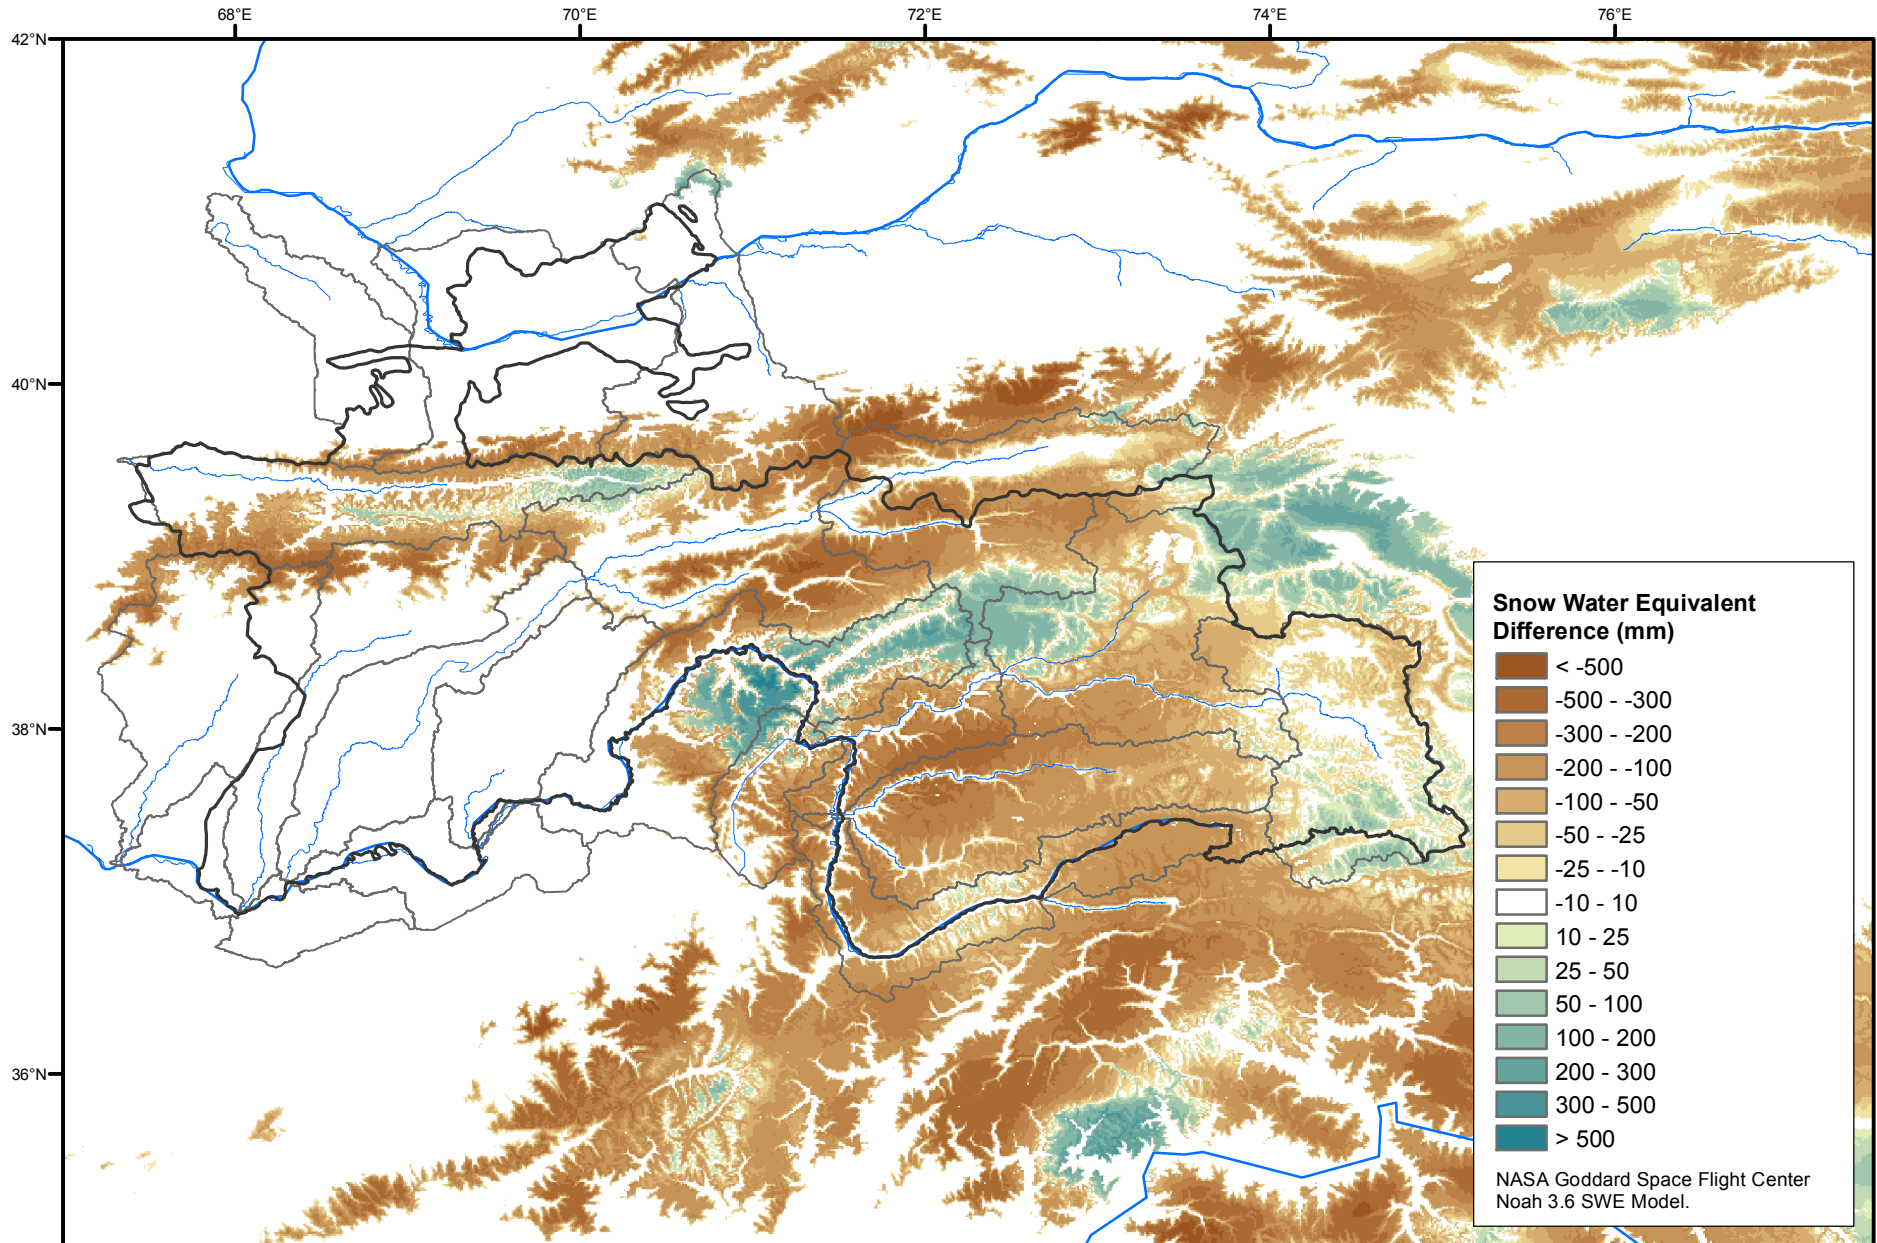 68°E 70°E 72°E 74°E 76°E
42°N
40°N
38°N
36°N
Snow Water Equivalent
Difference (mm)
< -500
-500 - -300
-300 - -200
-200 - -100
-100 - -50
-50 - -25
-25 - -10
-10 - 10
10 - 25
25 - 50
50 - 100
100 - 200
200 - 300
300 - 500
> 500
NASA Goddard Space Flight Center
Noah 3.6 SWE Model.